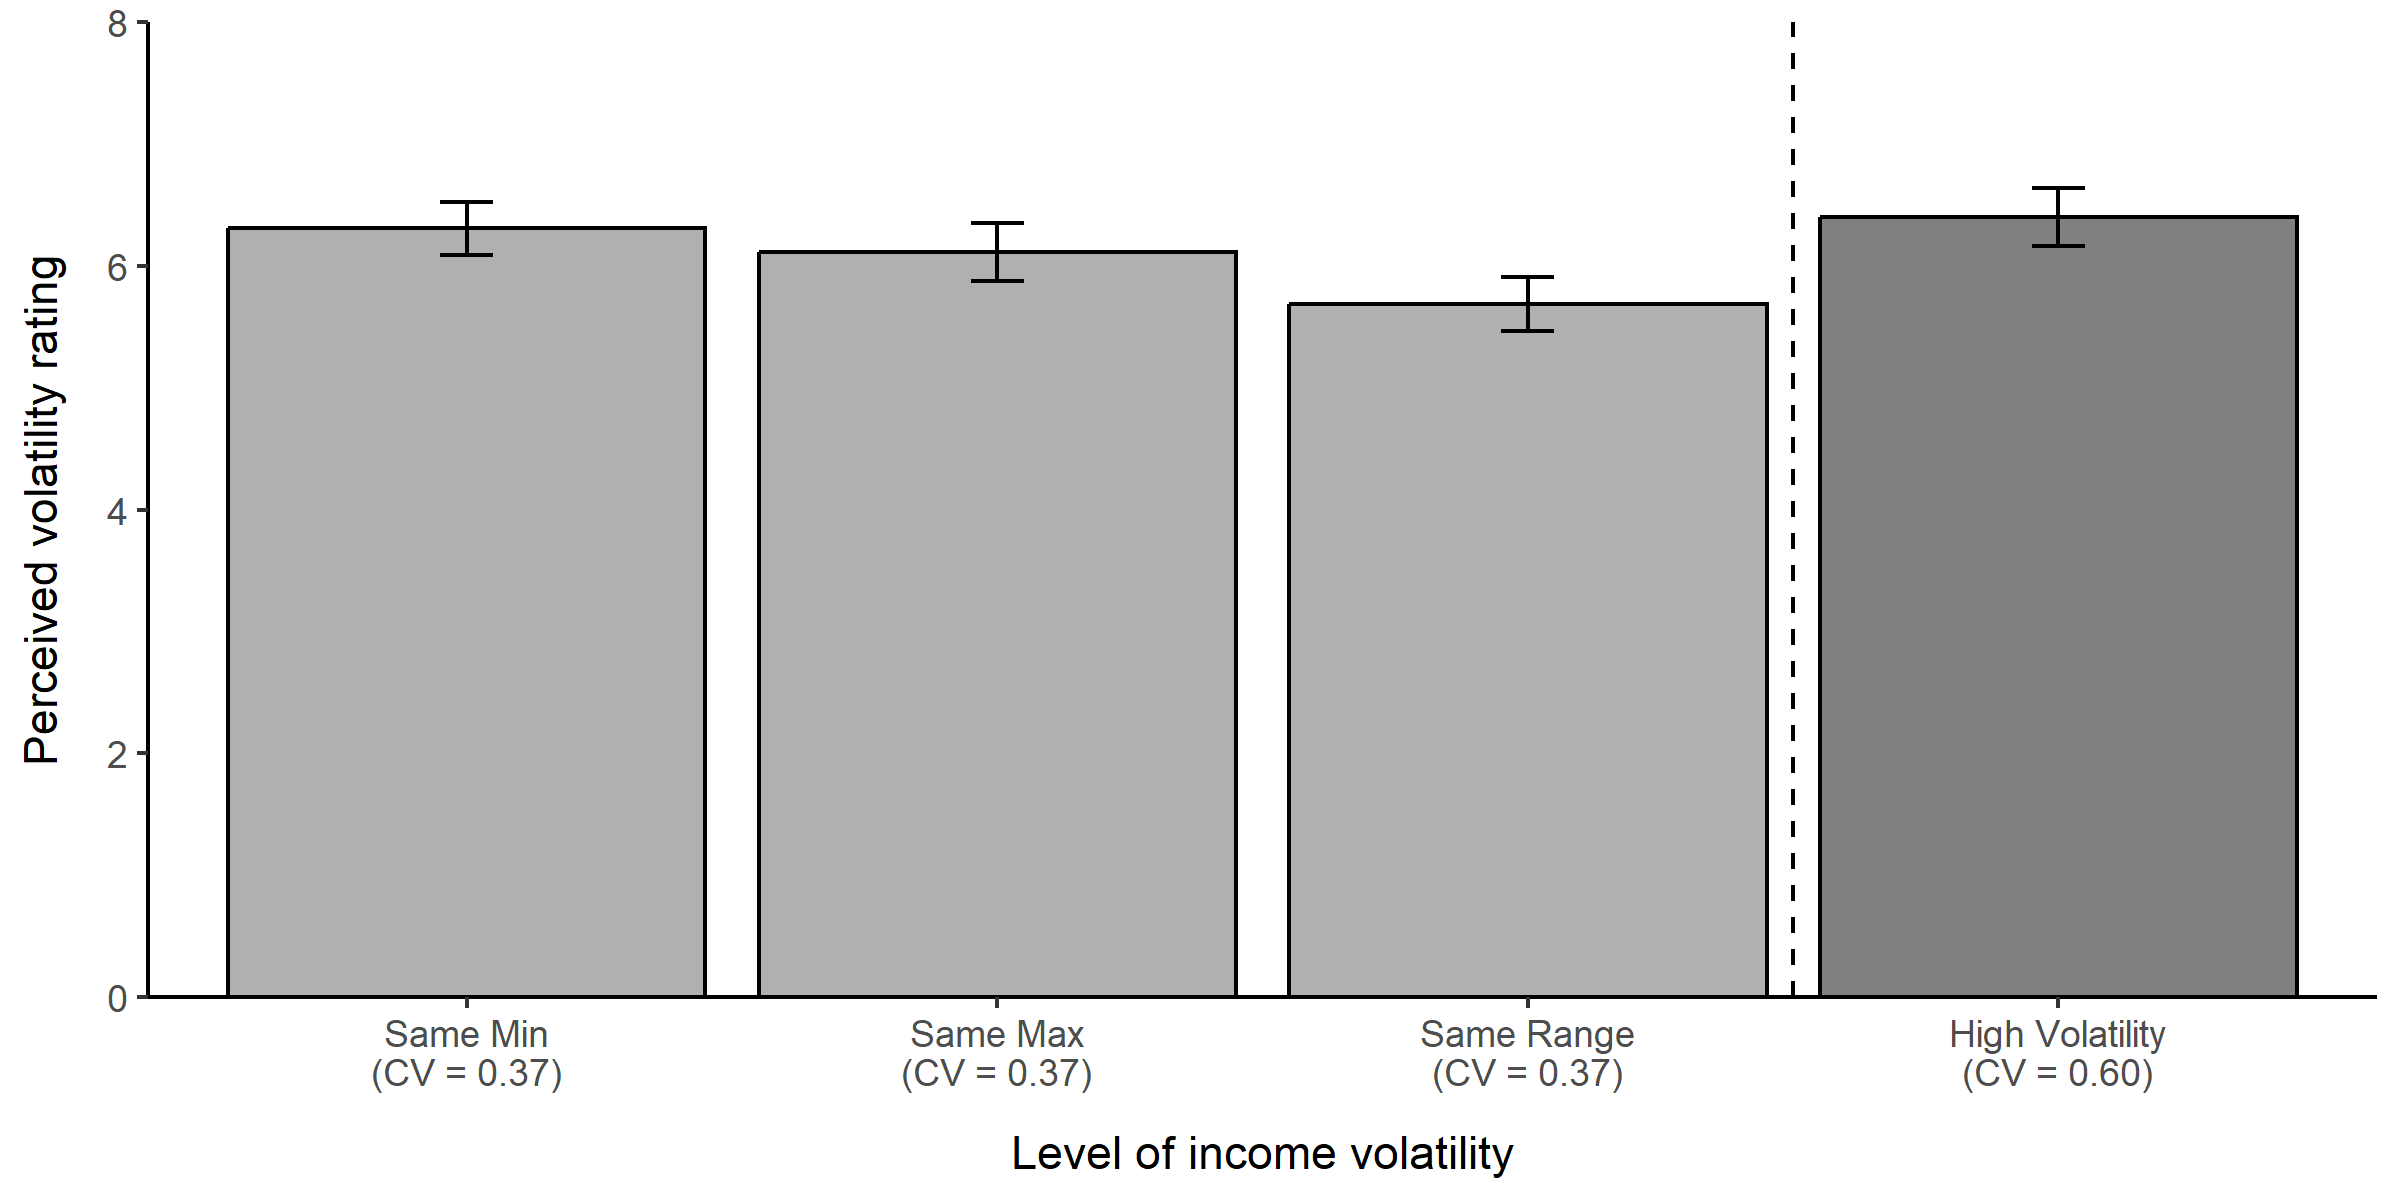 8
6
4
2
0
Perceived volatility rating
Same Min
(CV = 0.37)
Same Max
(CV = 0.37)
Same Range
(CV = 0.37)
High Volatility
(CV = 0.60)
Level of income volatility